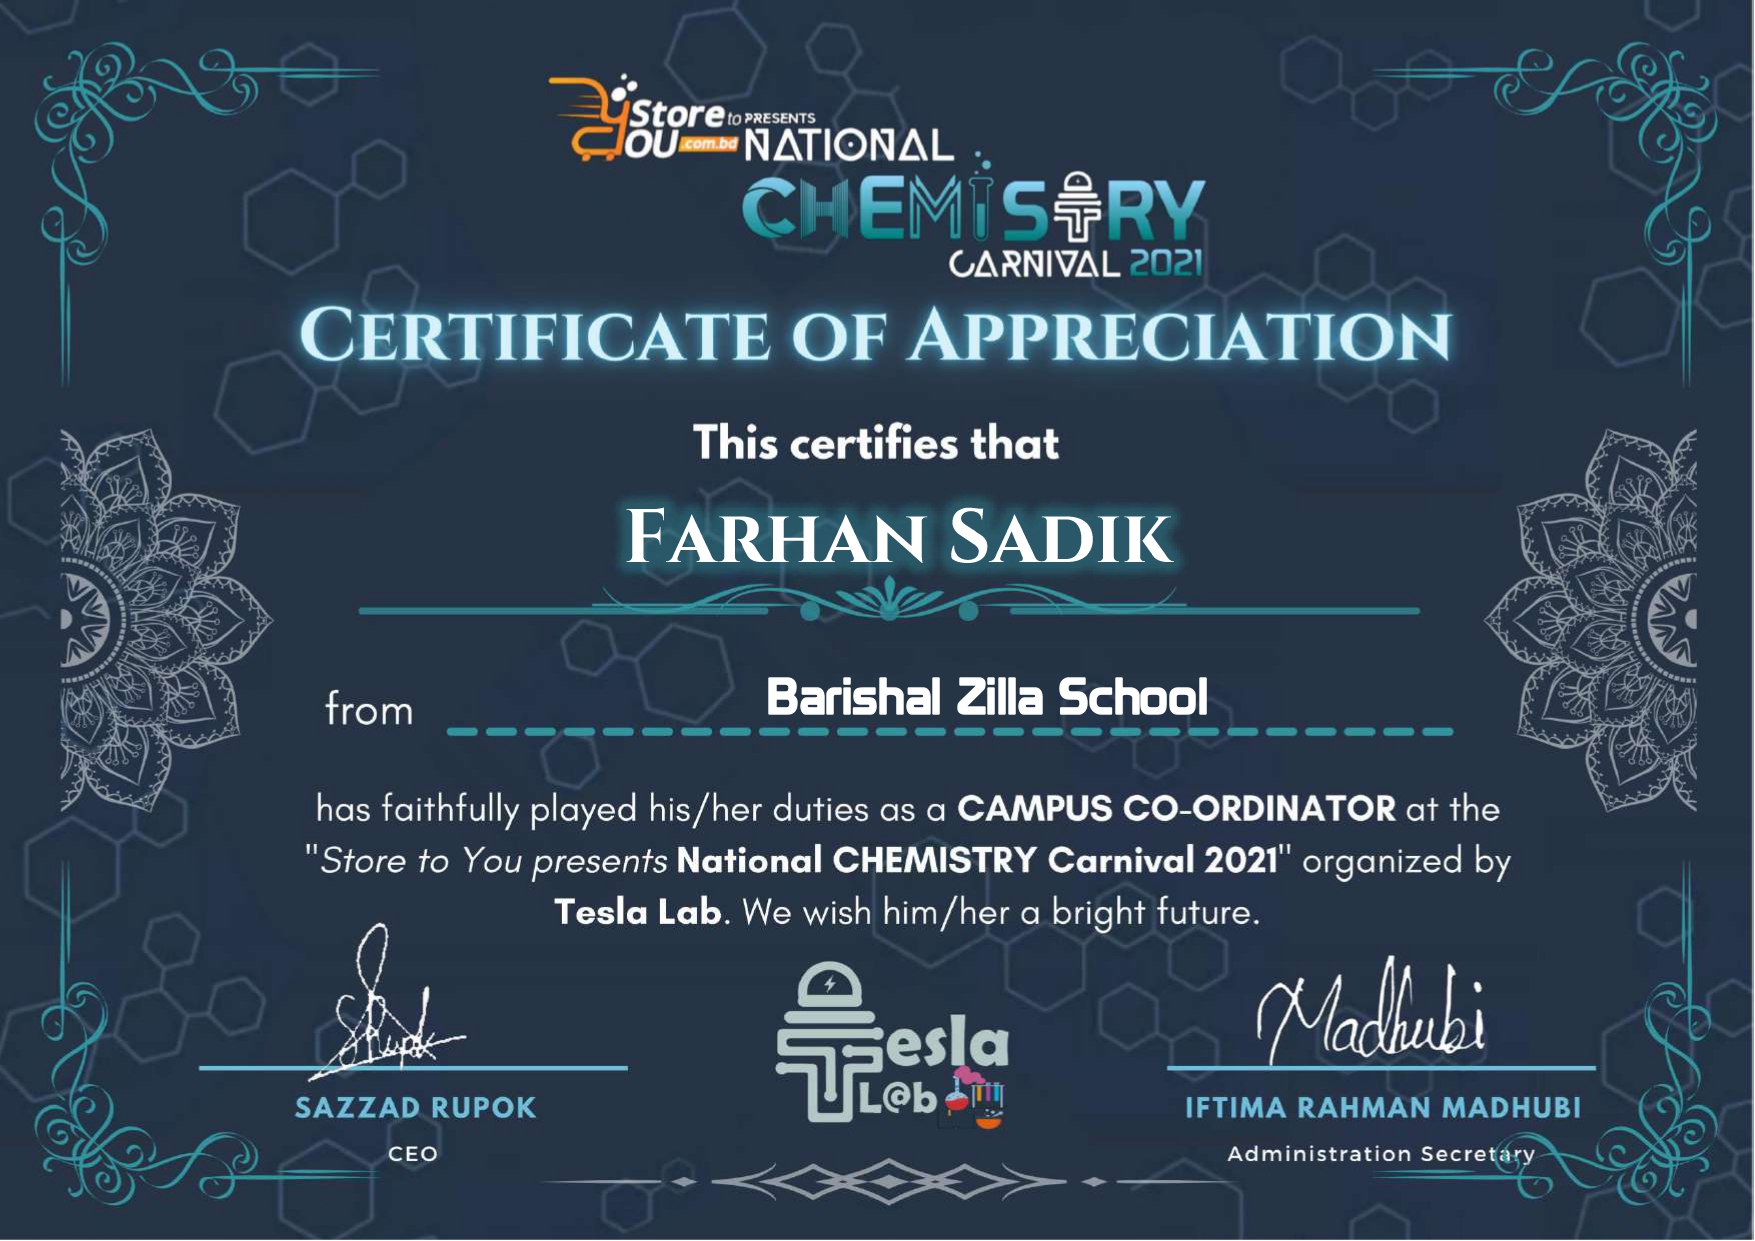 Store to PRESENTS
YOU .com.bd NATIONAL
CHEMISTRY
CARNIVAL 2021
CERTIFICATE OF APPRECIATION
This certifies that
FARHAN SADIK
from Barishal Zilla School
has faithfully played his/her duties as a CAMPUS CO-ORDINATOR at the
"Store to You presents National CHEMISTRY Carnival 2021" organized by
Tesla Lab. We wish him/her a bright future.
Rupok
Madhubi
Tesla
L@b
SAZZAD RUPOK
IFTIMA RAHMAN MADHUBI
CEO
Administration Secretary